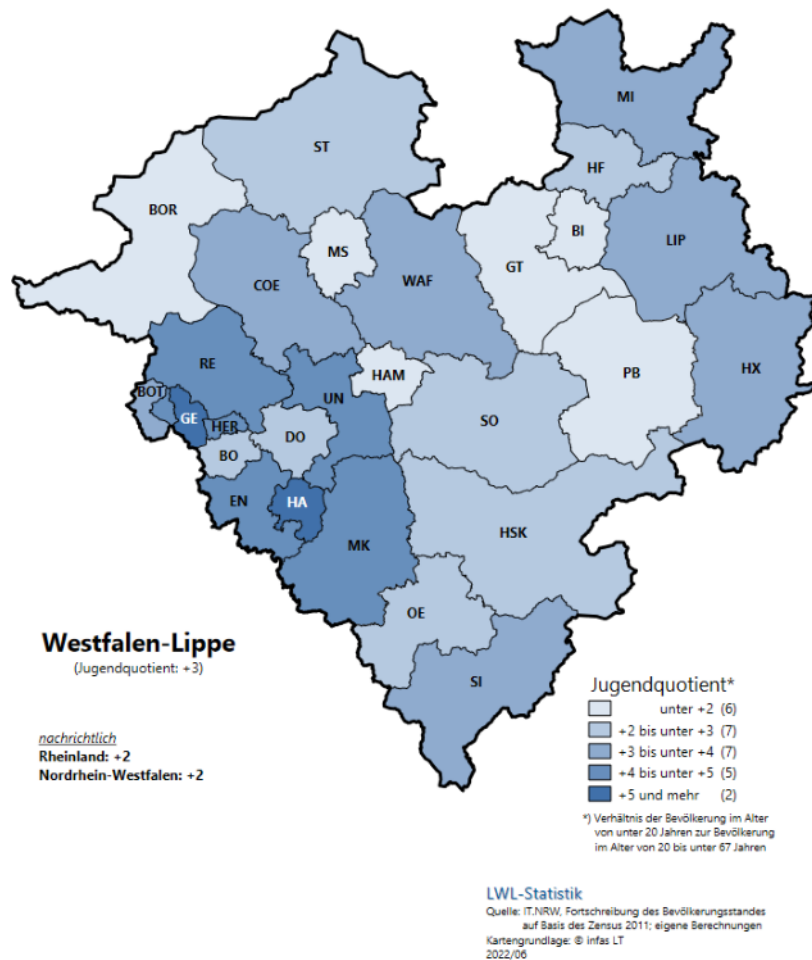 MI
ST
HF
BOR
BI
MS
LIP
GT
WAF
COE
RE
HX
HAM
PB
BOT
UN
GE
SO
HER
DO
BO
EN
HA
HSK
MK
OE
SI
Westfalen-Lippe
(Jugendquotient: +3)
nachrichtlich
Rheinland: +2
Nordrhein-Westfalen: +2
Jugendquotient*
unter +2 (6)
+2 bis unter +3 (7)
+3 bis unter +4 (7)
+4 bis unter +5 (5)
+5 und mehr (2)
*) Verhältnis der Bevölkerung im Alter
von unter 20 Jahren zur Bevölkerung
im Alter von 20 bis unter 67 Jahren
LWL-Statistik
Quelle: IT.NRW, Fortschreibung des Bevölkerungsstandes
auf Basis des Zensus 2011; eigene Berechnungen
Kartengrundlage: © infas LT
2022/06